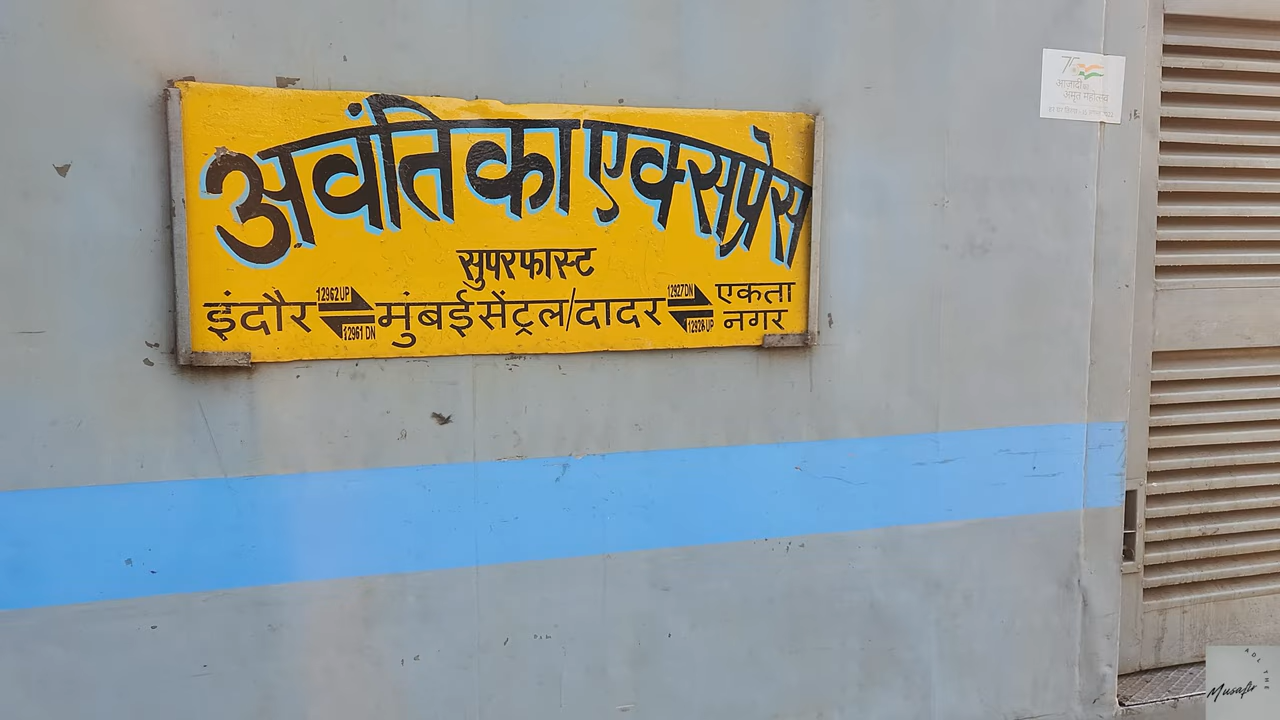 अवंतिका एक्सप्रेस
सुपरफास्ट
इंदौर 12962 UP 12961 DN मुंबई सेंट्रल/दादर 12927 DN 12928 UP एकता नगर
75
आज़ादी का
अमृत महोत्सव
Musafir